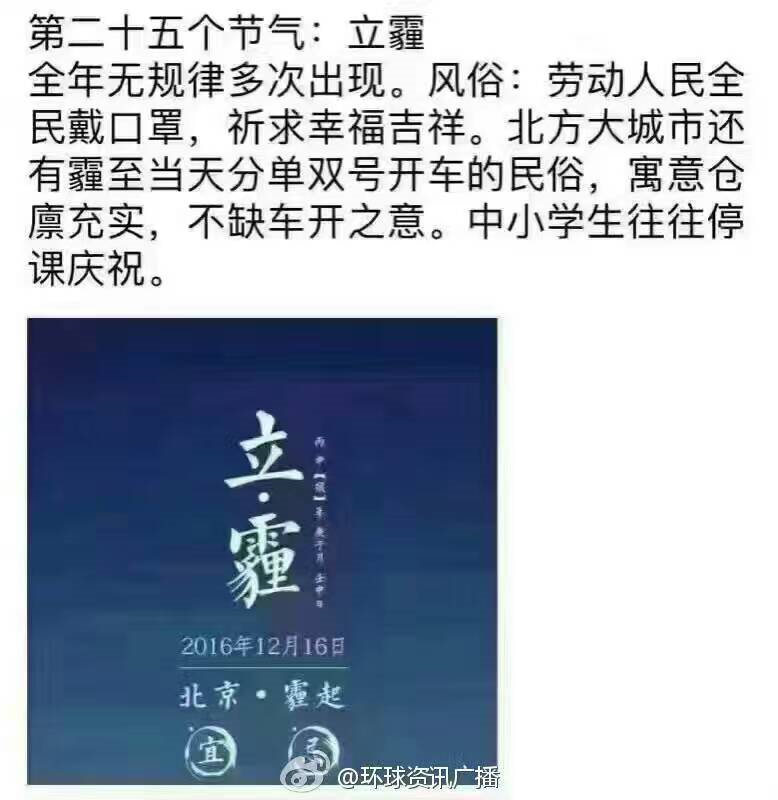 第二十五个节气：立霾
全年无规律多次出现。风俗：劳动人民全
民戴口罩，祈求幸福吉祥。北方大城市还
有霾至当天分单双号开车的民俗，寓意仓
廪充实，不缺车开之意。中小学生往往停
课庆祝。
立·霾
丙申【猴】年 庚子月 壬申日
2016年12月16日
北京·霾起
宜 忌
@环球资讯广播